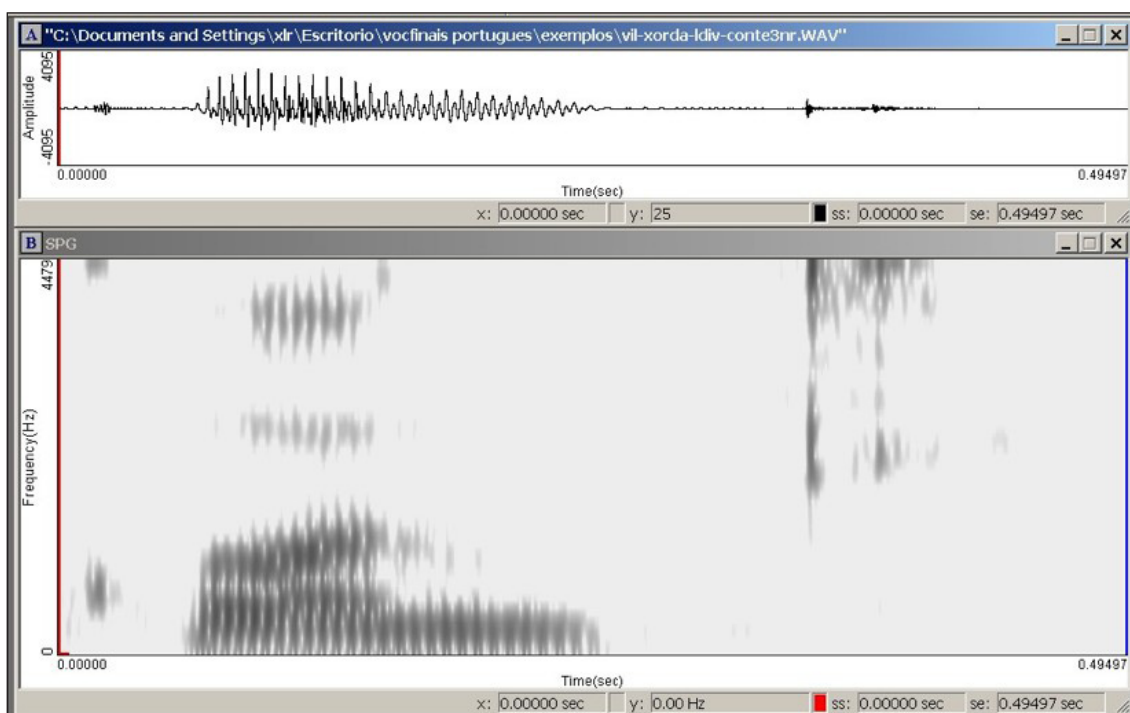 A "C:\Documents and Settings\xlr\Escritorio\vocfinais portugues\exemplos\vil-xorda-ldiv-conte3nr.WAV"
4095
Amplitude
-4095
0.00000 0.49497
Time(sec)
x: 0.00000 sec y: 25 ss: 0.00000 sec se: 0.49497 sec
B SPG
4479
Frequency(Hz)
0
0.00000 0.49497
Time(sec)
x: 0.00000 sec y: 0.00 Hz ss: 0.00000 sec se: 0.49497 sec